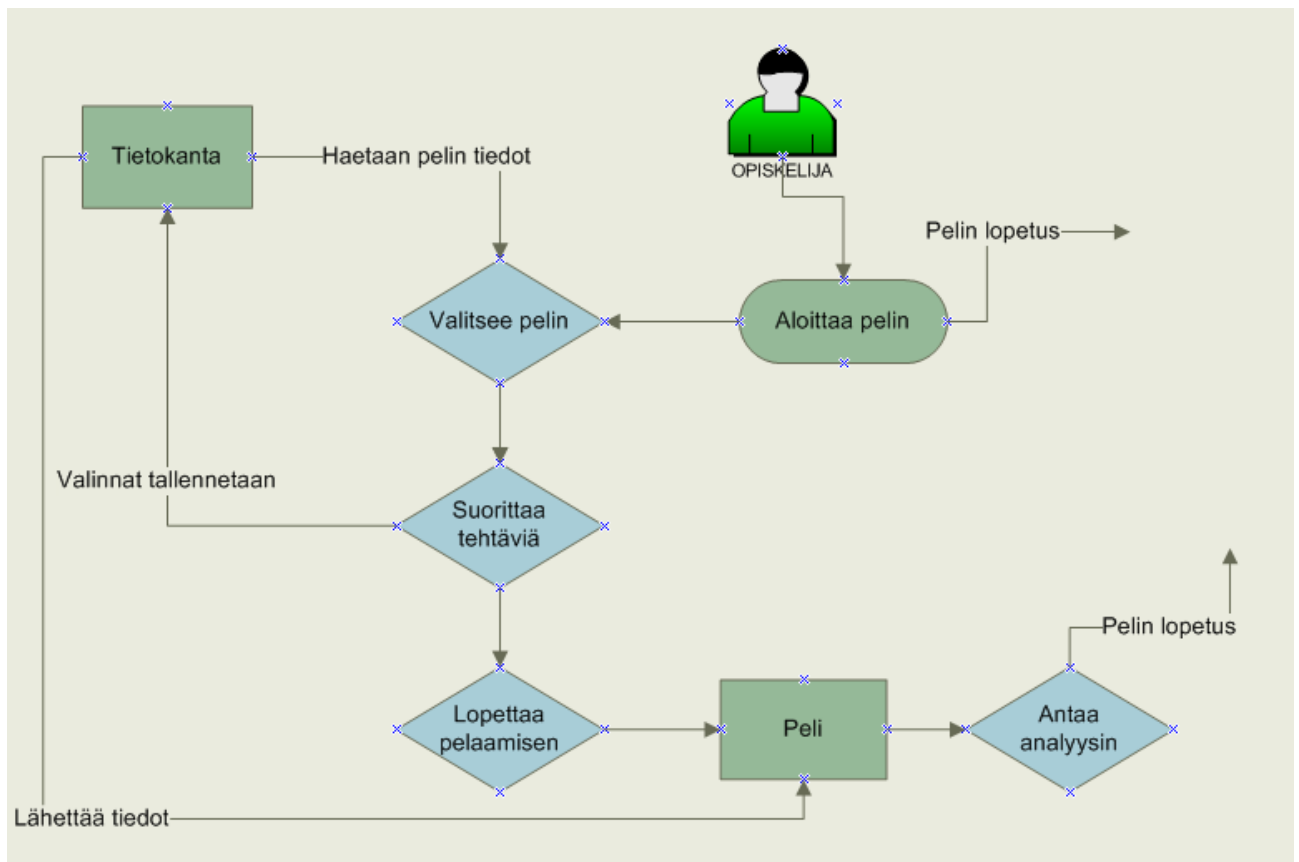 OPISKELIJA
Tietokanta
Haetaan pelin tiedot
Pelin lopetus
Valitsee pelin
Aloittaa pelin
Valinnat tallennetaan
Suorittaa
tehtäviä
Pelin lopetus
Lopettaa
pelaamisen
Peli
Antaa
analyysin
Lähettää tiedot